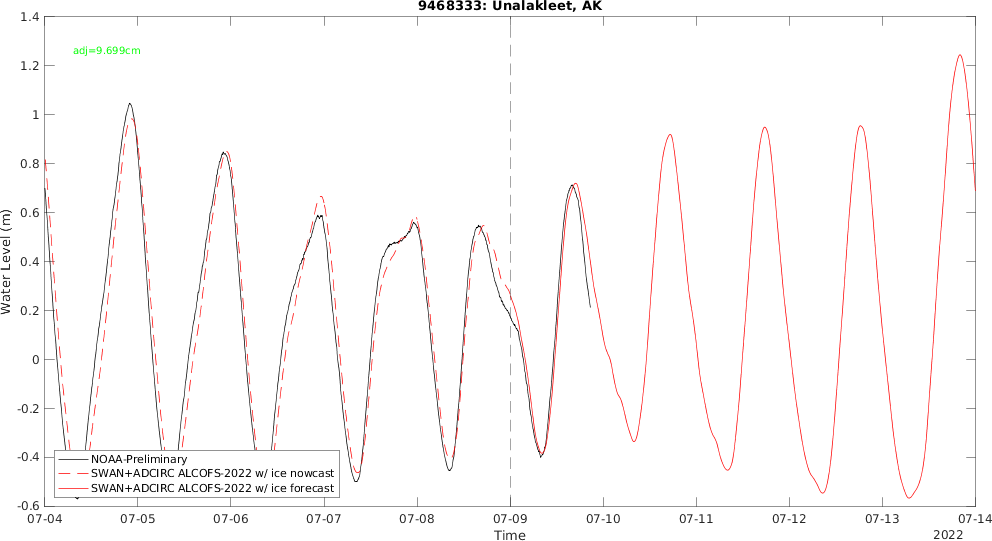 9468333: Unalakleet, AK
adj=9.699cm
Water Level (m)
1.4
1.2
1
0.8
0.6
0.4
0.2
0
-0.2
-0.4
-0.6
NOAA-Preliminary
SWAN+ADCIRC ALCOFS-2022 w/ ice nowcast
SWAN+ADCIRC ALCOFS-2022 w/ ice forecast
07-04 07-05 07-06 07-07 07-08 07-09 07-10 07-11 07-12 07-13 07-14
Time
2022